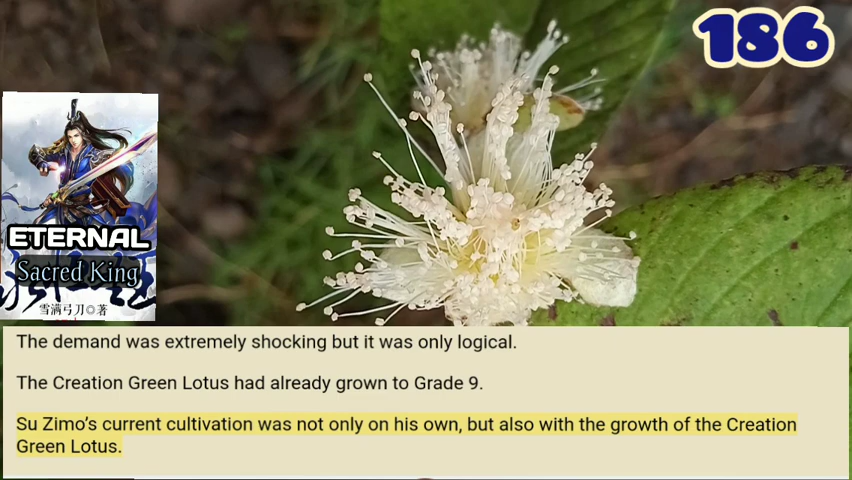 186
ETERNAL
Sacred King
雪满弓刀◎著
The demand was extremely shocking but it was only logical.
The Creation Green Lotus had already grown to Grade 9.
Su Zimo’s current cultivation was not only on his own, but also with the growth of the Creation
Green Lotus.